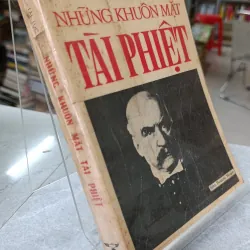 NHỮNG KHUÔN MẶT
TÀI PHIỆT
NHỮNG KHUÔN MẶT TÀI PHIỆT